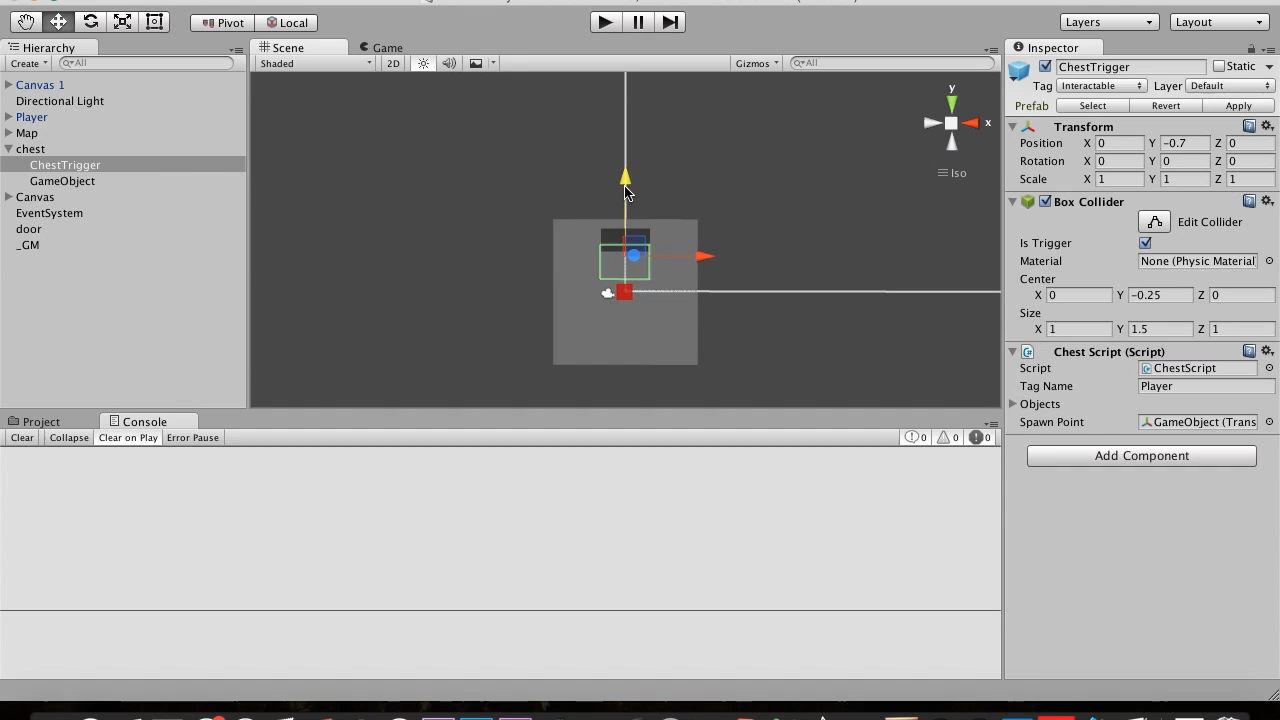 Pivot Local Layers Layout
Hierarchy Scene Game Inspector
Create All Shaded 2D Gizmos All
ChestTrigger Static
Tag Interactable Layer Default
Prefab Select Revert Apply
Canvas 1
Directional Light
Player
Map
chest
ChestTrigger
GameObject
Canvas
EventSystem
door
_GM
y
x
Iso
Transform
Position X 0 Y -0.7 Z 0
Rotation X 0 Y 0 Z 0
Scale X 1 Y 1 Z 1
Box Collider
Edit Collider
Is Trigger
Material None (Physic Material
Center
X 0 Y -0.25 Z 0
Size
X 1 Y 1.5 Z 1
Chest Script (Script)
Script ChestScript
Tag Name Player
Objects
Spawn Point GameObject (Trans
Add Component
Project Console
Clear Collapse Clear on Play Error Pause 0 0 0